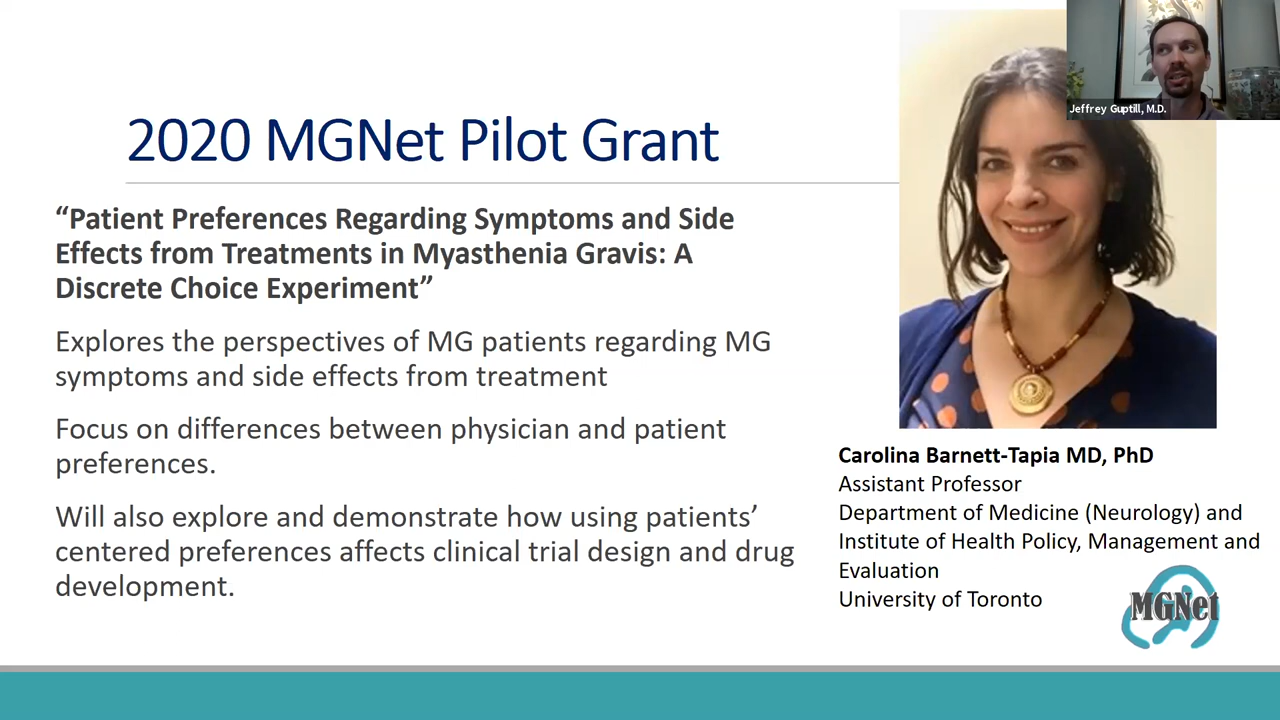 2020 MGNet Pilot Grant
“Patient Preferences Regarding Symptoms and Side
Effects from Treatments in Myasthenia Gravis: A
Discrete Choice Experiment”
Explores the perspectives of MG patients regarding MG
symptoms and side effects from treatment
Focus on differences between physician and patient
preferences.
Will also explore and demonstrate how using patients’
centered preferences affects clinical trial design and drug
development.
Jeffrey Guptill, M.D.
Carolina Barnett-Tapia MD, PhD
Assistant Professor
Department of Medicine (Neurology) and
Institute of Health Policy, Management and
Evaluation
University of Toronto
MGNet